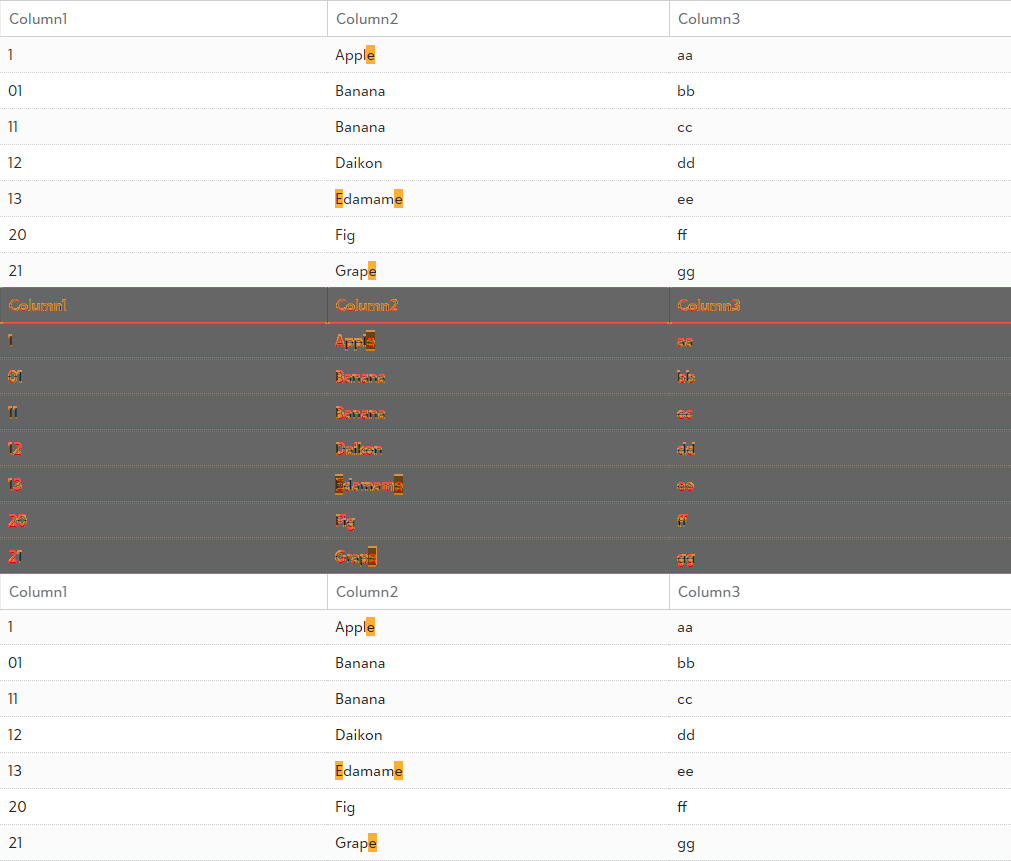 Column1 Column2 Column3
1 Apple aa
01 Banana bb
11 Banana cc
12 Daikon dd
13 Edamame ee
20 Fig ff
21 Grape gg
Column1 Column2 Column3
1 Apple aa
01 Banana bb
11 Banana cc
12 Daikon dd
13 Edamame ee
20 Fig ff
21 Grape gg
Column1 Column2 Column3
1 Apple aa
01 Banana bb
11 Banana cc
12 Daikon dd
13 Edamame ee
20 Fig ff
21 Grape gg